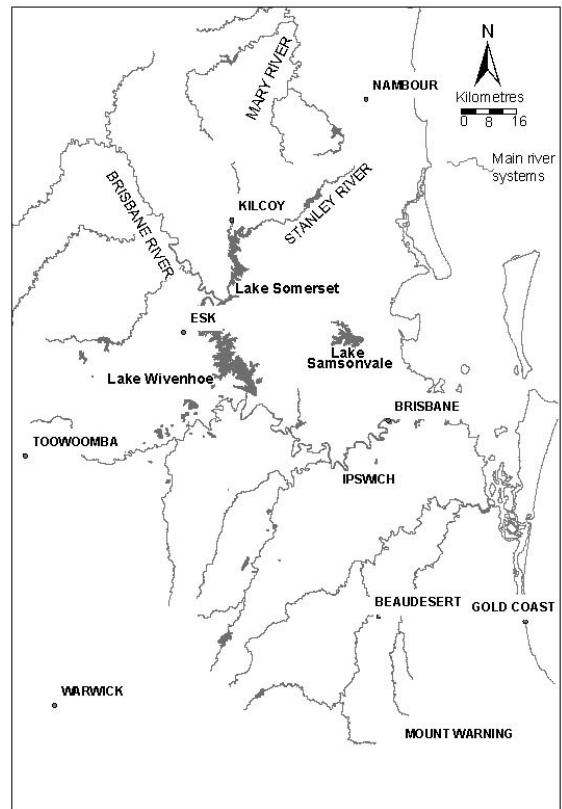 N
NAMBOUR
Kilometres
0 8 16
Main river
systems
MARY RIVER
BRISBANE RIVER
KILCOY
STANLEY RIVER
Lake Somerset
ESK
Lake
Samsonvale
Lake Wivenhoe
BRISBANE
TOOWOOMBA
IPSWICH
BEAUDESERT
GOLD COAST
WARWICK
MOUNT WARNING